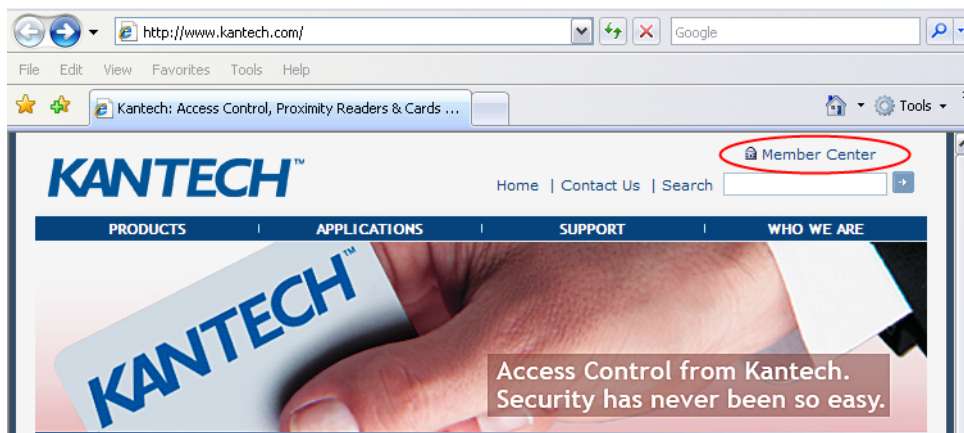 http://www.kantech.com/
Google
File Edit View Favorites Tools Help
Kantech: Access Control, Proximity Readers & Cards ...
Tools
KANTECH™
Member Center
Home | Contact Us | Search
PRODUCTS | APPLICATIONS | SUPPORT | WHO WE ARE
KANTECH™
Access Control from Kantech.
Security has never been so easy.